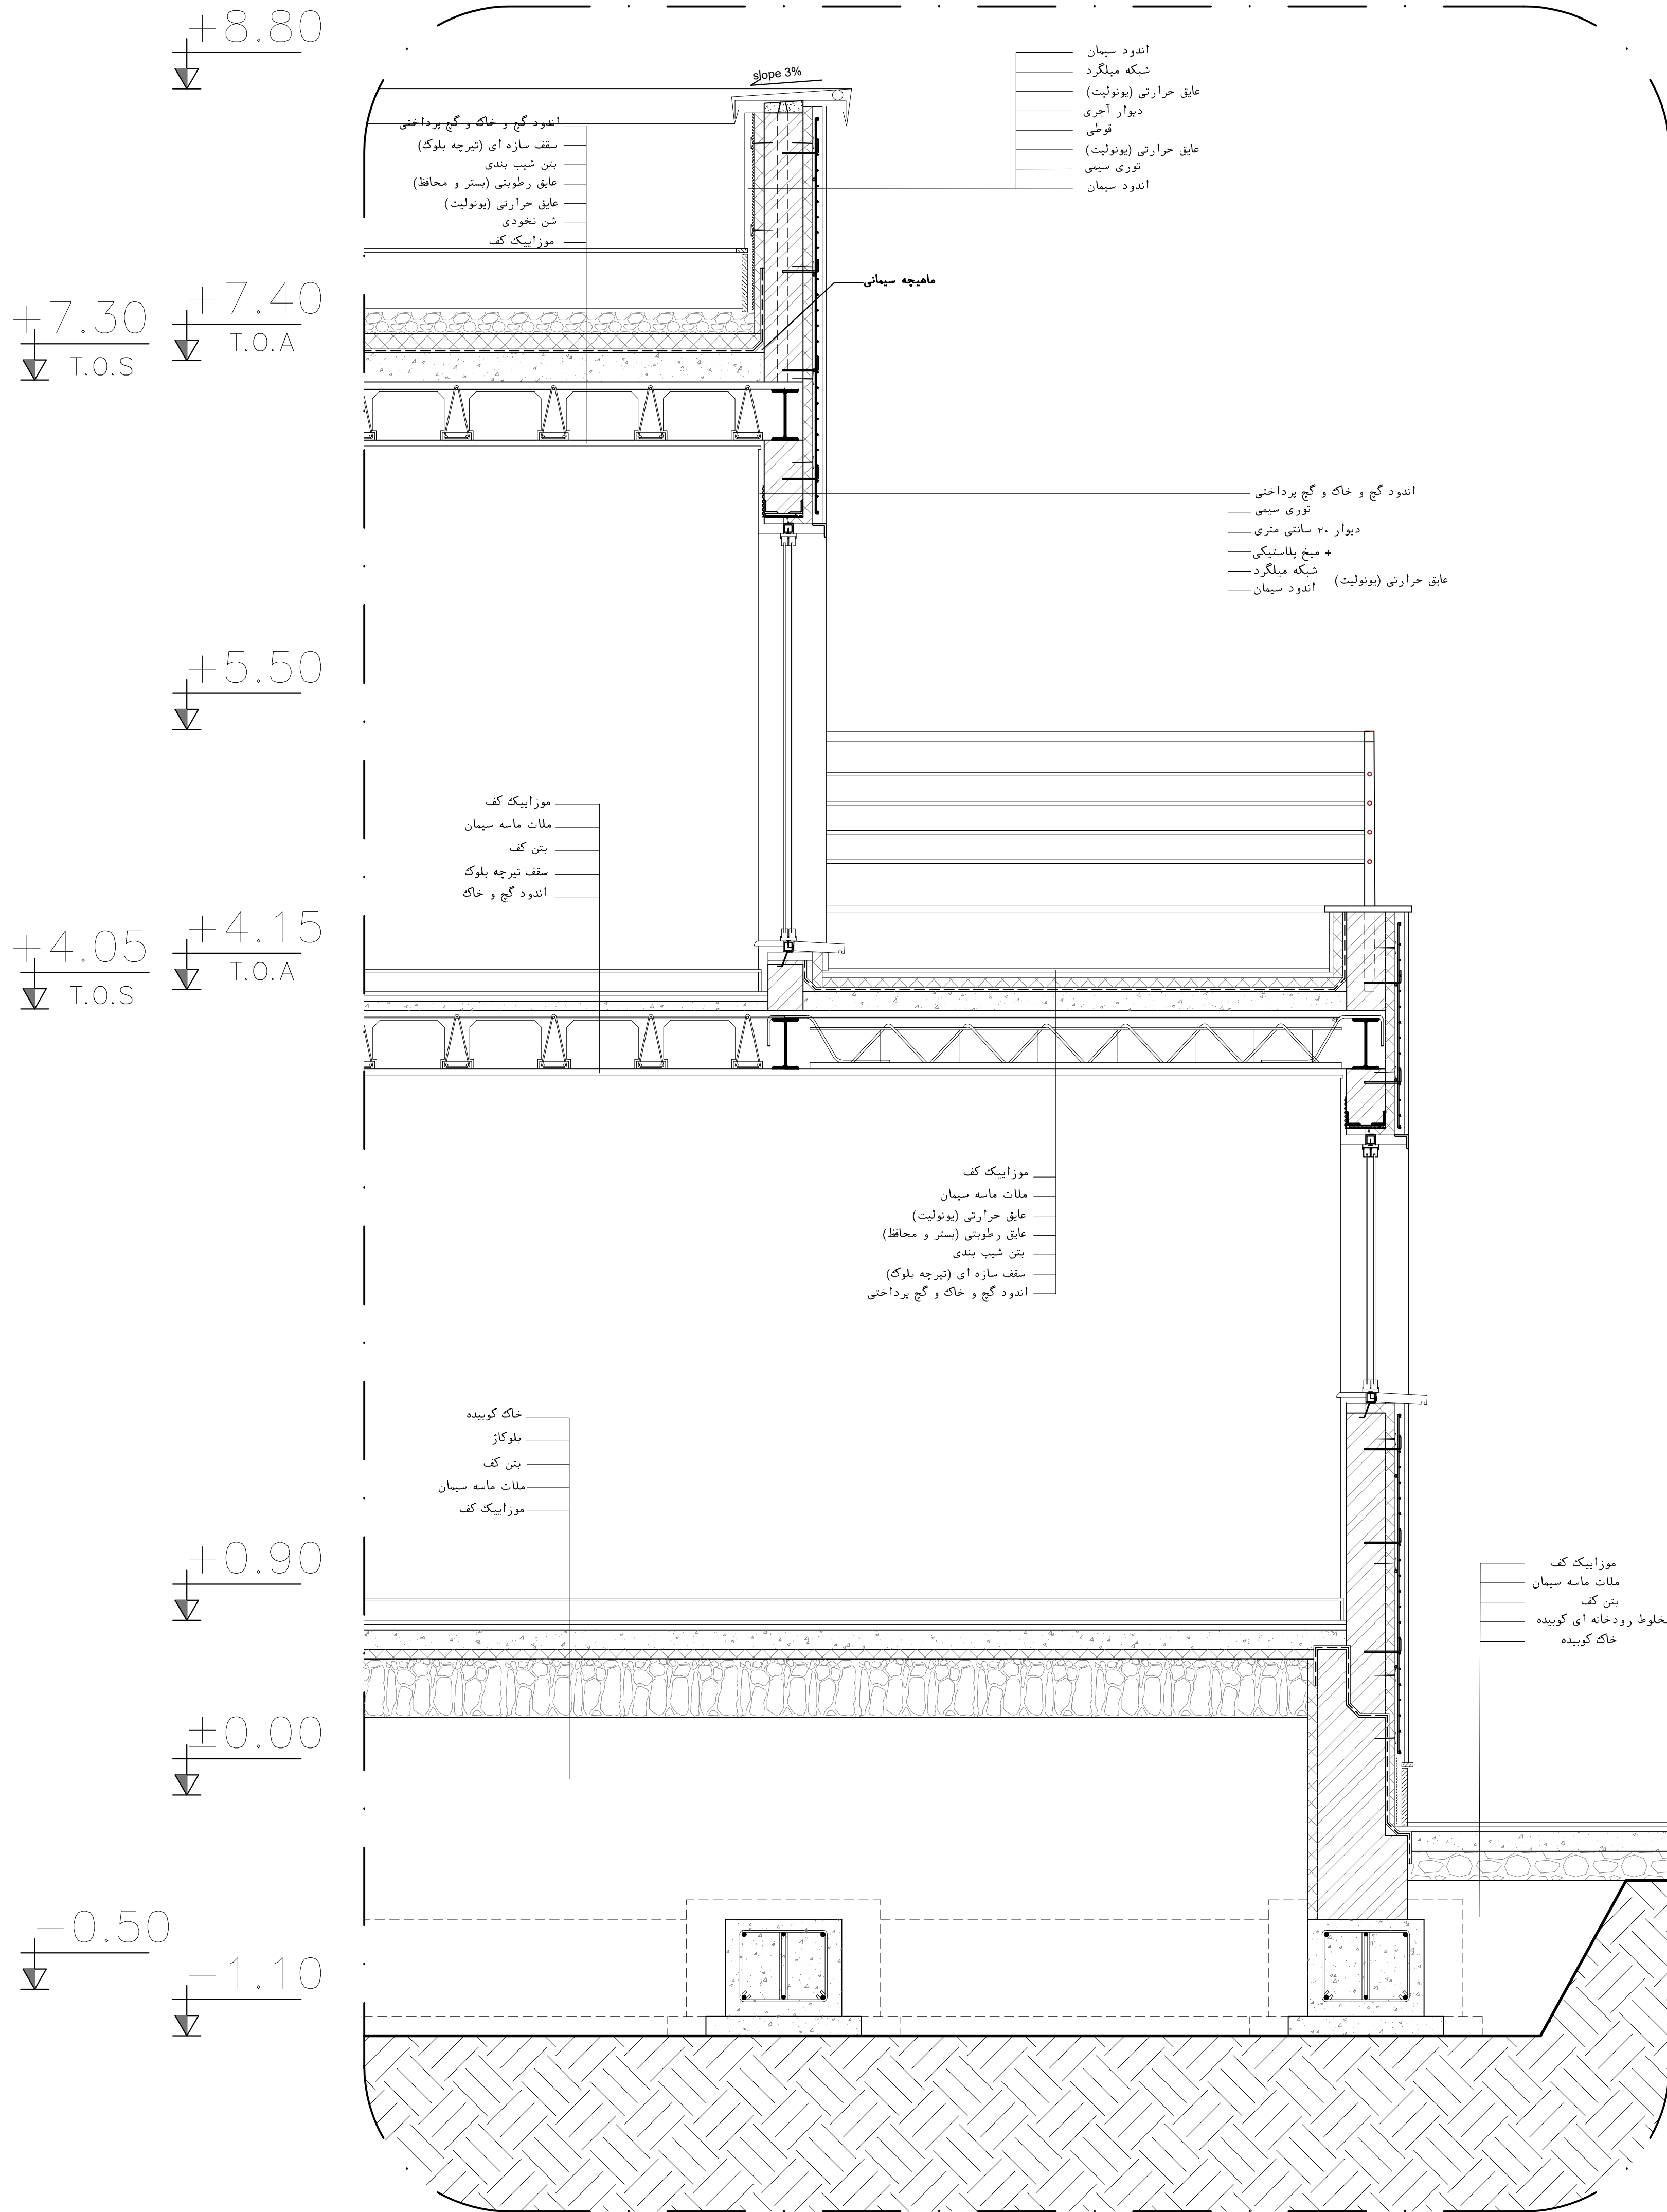 +8.80
slope 3%
اندود سیمان
شبکه میلگرد
عایق حرارتی (یونولیت)
دیوار آجری
قوطی
عایق حرارتی (یونولیت)
توری سیمی
اندود سیمان
اندود گچ و خاک و گچ پرداختی
سقف سازه ای (تیرچه بلوک)
بتن شیب بندی
عایق رطوبتی (بستر و محافظ)
عایق حرارتی (یونولیت)
شن نخودی
موزاییک کف
ماهیچه سیمانی
+7.40
T.O.A
+7.30
T.O.S
اندود گچ و خاک و گچ پرداختی
توری سیمی
دیوار ۲۰ سانتی متری
+ میخ پلاستیکی
شبکه میلگرد
عایق حرارتی (یونولیت)
اندود سیمان
+5.50
موزاییک کف
ملات ماسه سیمان
بتن کف
سقف تیرچه بلوک
اندود گچ و خاک
+4.15
T.O.A
+4.05
T.O.S
موزاییک کف
ملات ماسه سیمان
عایق حرارتی (یونولیت)
عایق رطوبتی (بستر و محافظ)
بتن شیب بندی
سقف سازه ای (تیرچه بلوک)
اندود گچ و خاک و گچ پرداختی
خاک کوبیده
بلوکاژ
بتن کف
ملات ماسه سیمان
موزاییک کف
+0.90
موزاییک کف
ملات ماسه سیمان
بتن کف
مخلوط رودخانه ای کوبیده
خاک کوبیده
±0.00
-0.50
-1.10